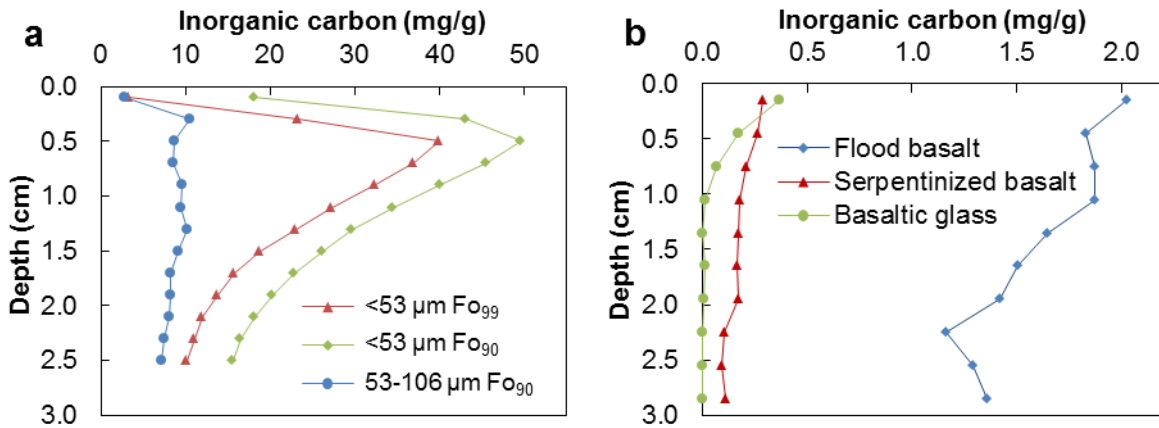 a
Inorganic carbon (mg/g)
0 10 20 30 40 50
Depth (cm)
0.0
0.5
1.0
1.5
2.0
2.5
3.0
<53 µm Fo₉₉
<53 µm Fo₉₀
53-106 µm Fo₉₀
b
Inorganic carbon (mg/g)
0.0 0.5 1.0 1.5 2.0
Depth (cm)
0.0
0.5
1.0
1.5
2.0
2.5
3.0
Flood basalt
Serpentinized basalt
Basaltic glass